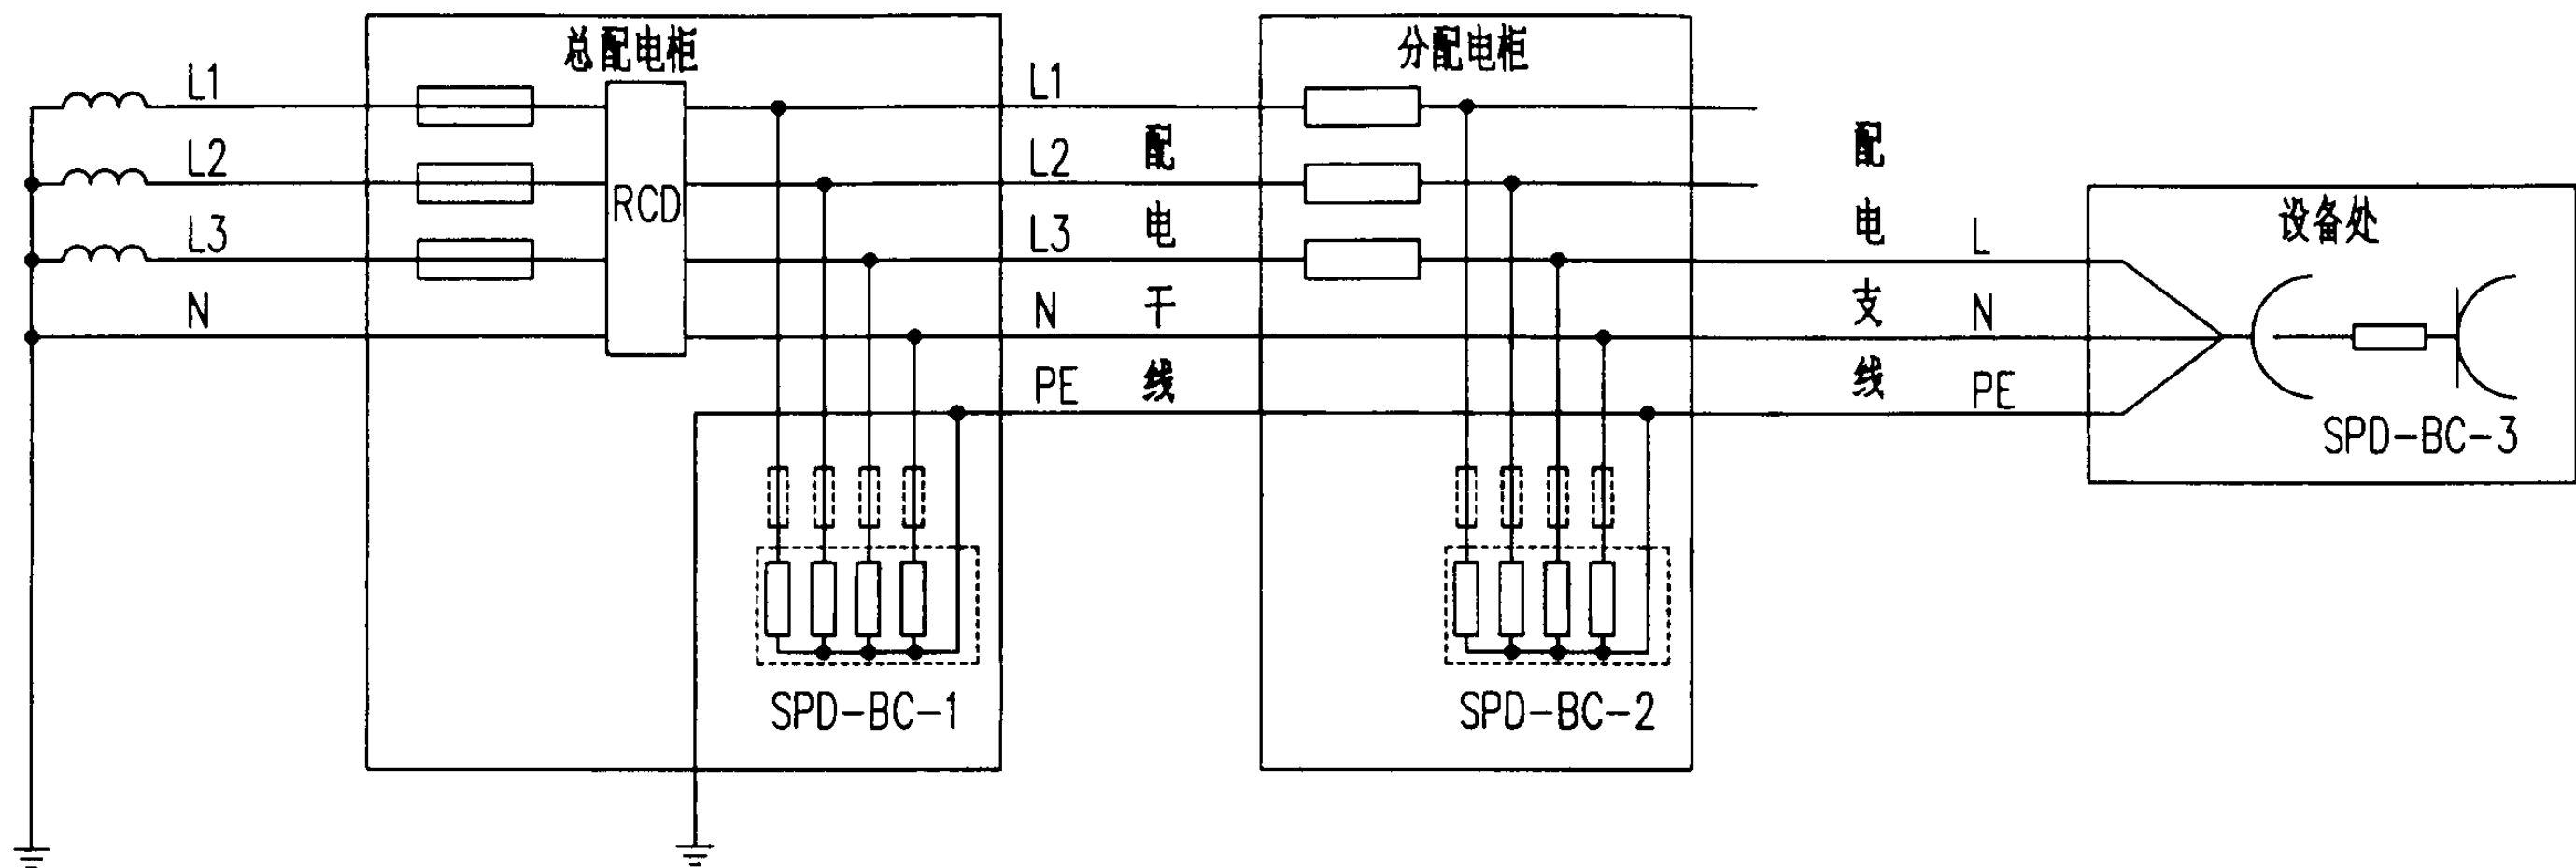 总配电柜
分配电柜
L1
L2
L3
N
RCD
L1
L2
L3
N
PE
配电干线
配电支线
L
N
PE
设备处
SPD-BC-1
SPD-BC-2
SPD-BC-3